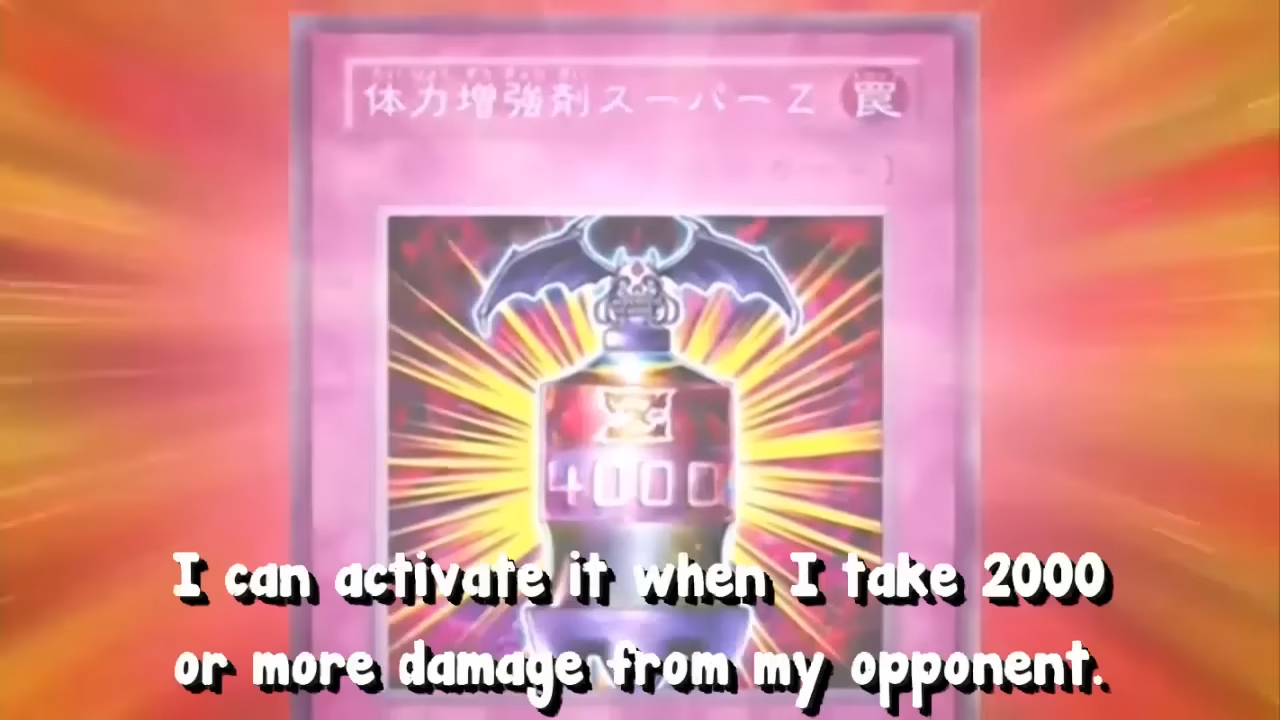 体力増強剤スーパーZ 罠
Z
4000
I can activate it when I take 2000
or more damage from my opponent.